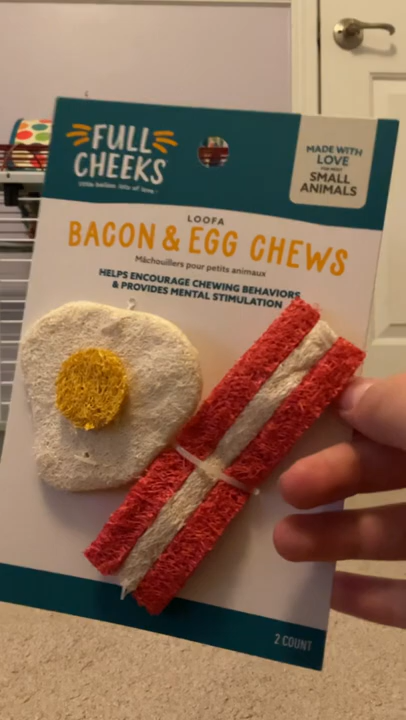 FULL
CHEEKS
little bellies. lots of love.
MADE WITH
LOVE
FOR MOST
SMALL
ANIMALS
LOOFA
BACON & EGG CHEWS
Mâchouillers pour petits animaux
HELPS ENCOURAGE CHEWING BEHAVIORS
& PROVIDES MENTAL STIMULATION
2 COUNT